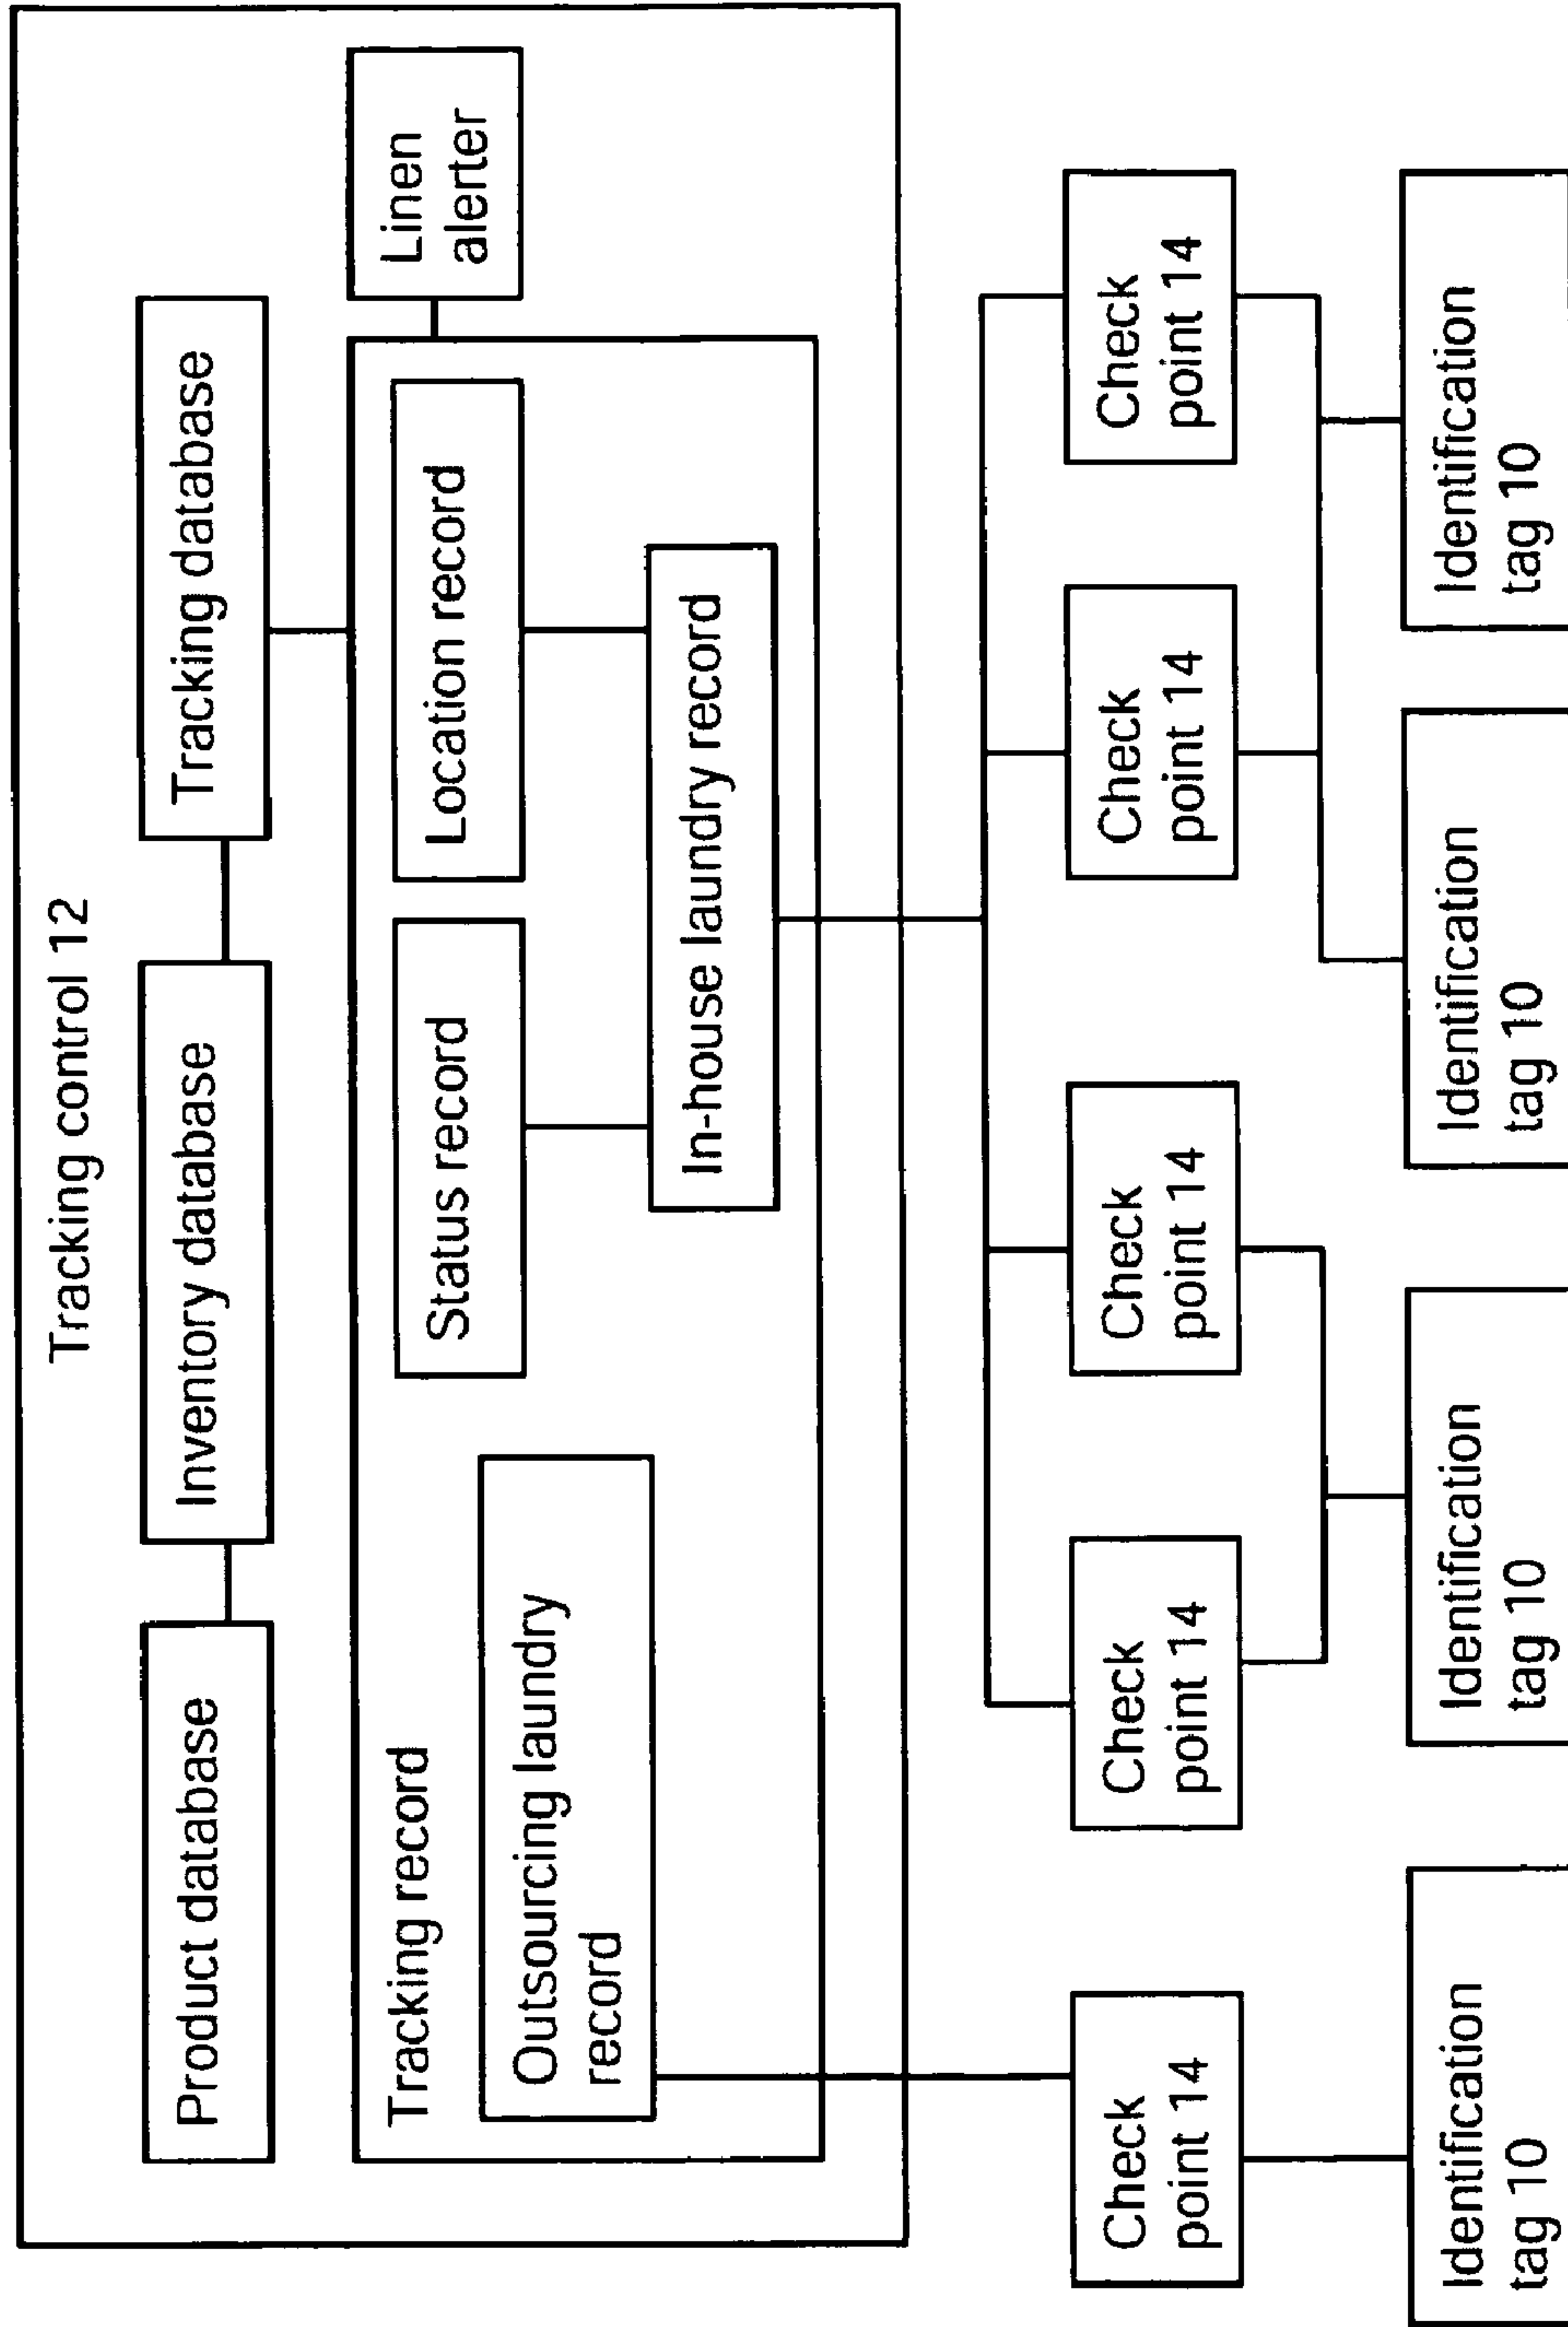 Tracking control 12
Product database
Inventory database
Tracking database
Tracking record
Outsourcing laundry
record
Status record
Location record
In-house laundry record
Linen
alerter
Check
point 14
Check
point 14
Check
point 14
Check
point 14
Check
point 14
Identification
tag 10
Identification
tag 10
Identification
tag 10
Identification
tag 10